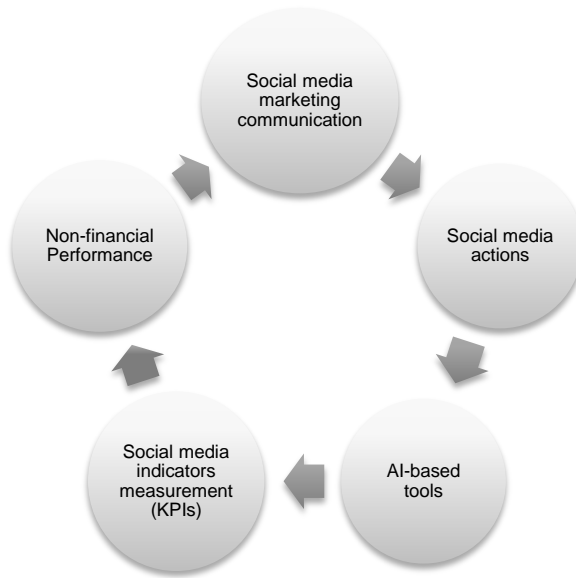 Social media
marketing
communication
Social media
actions
AI-based
tools
Social media
indicators
measurement
(KPIs)
Non-financial
Performance